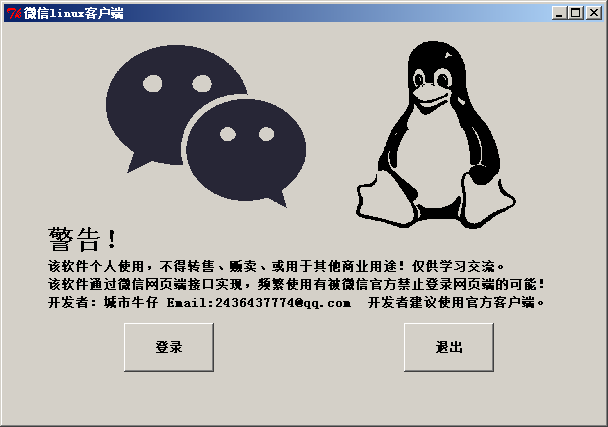 微信linux客户端
警告！
该软件个人使用，不得转售、贩卖、或用于其他商业用途！仅供学习交流。
该软件通过微信网页端接口实现，频繁使用有被微信官方禁止登录网页端的可能！
开发者：城市牛仔 Email:2436437774@qq.com  开发者建议使用官方客户端。
登录
退出